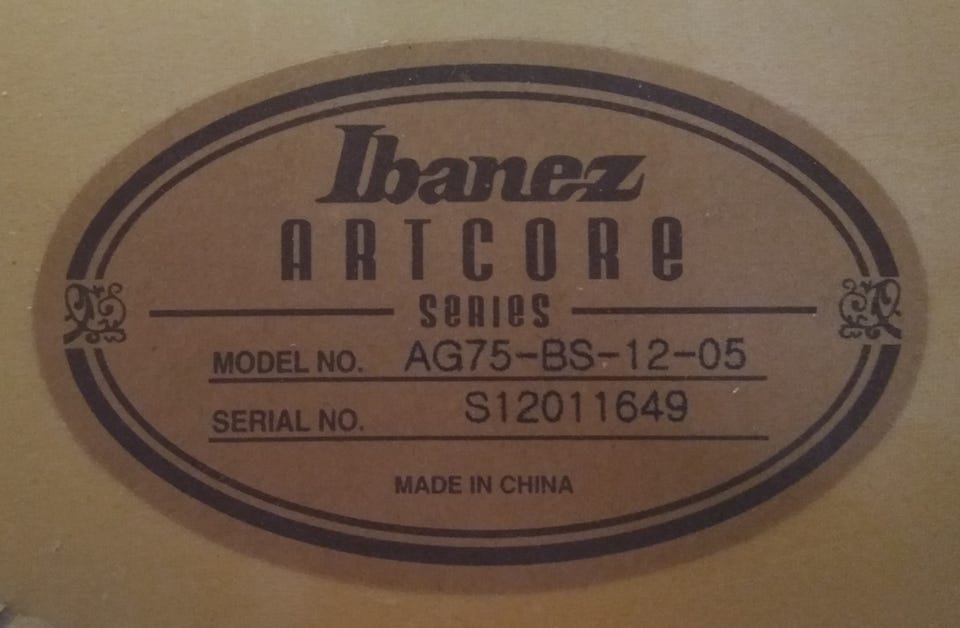 Ibanez
ARTCORE
SERIES
MODEL NO. AG75-BS-12-05
SERIAL NO. S12011649
MADE IN CHINA